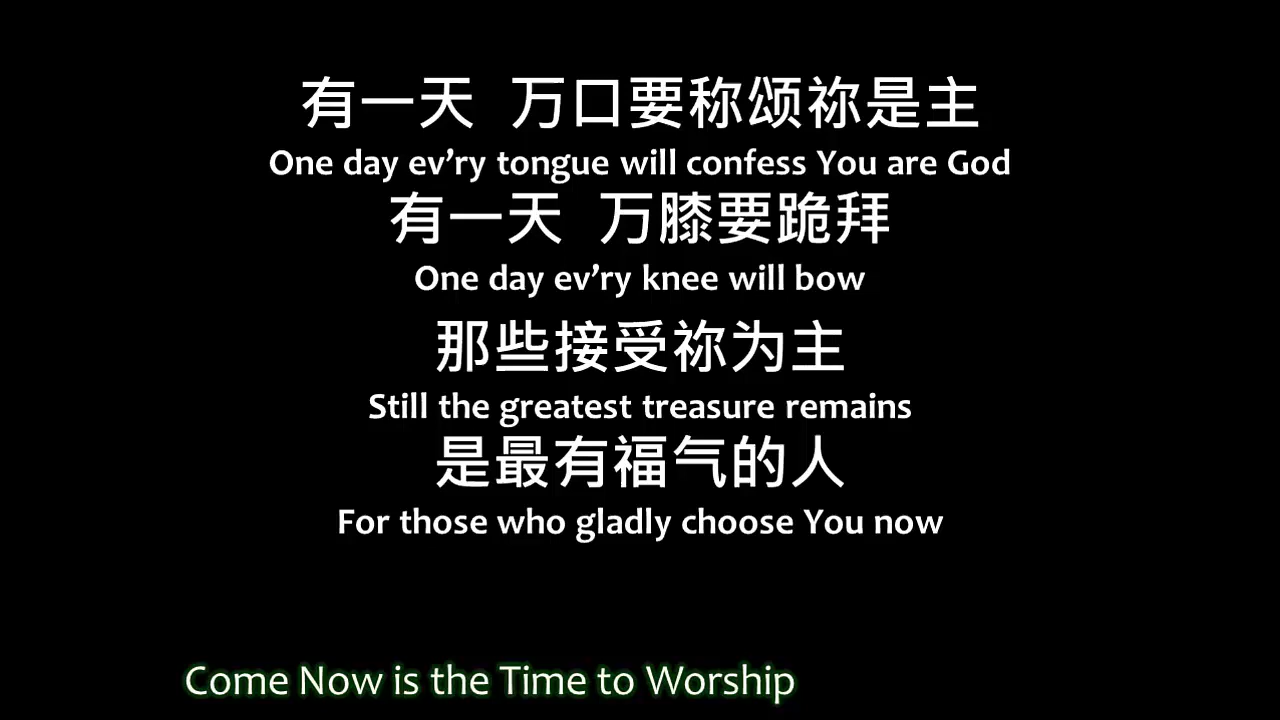 有一天 万口要称颂祢是主
One day ev’ry tongue will confess You are God
有一天 万膝要跪拜
One day ev’ry knee will bow
那些接受祢为主
Still the greatest treasure remains
是最有福气的人
For those who gladly choose You now
Come Now is the Time to Worship